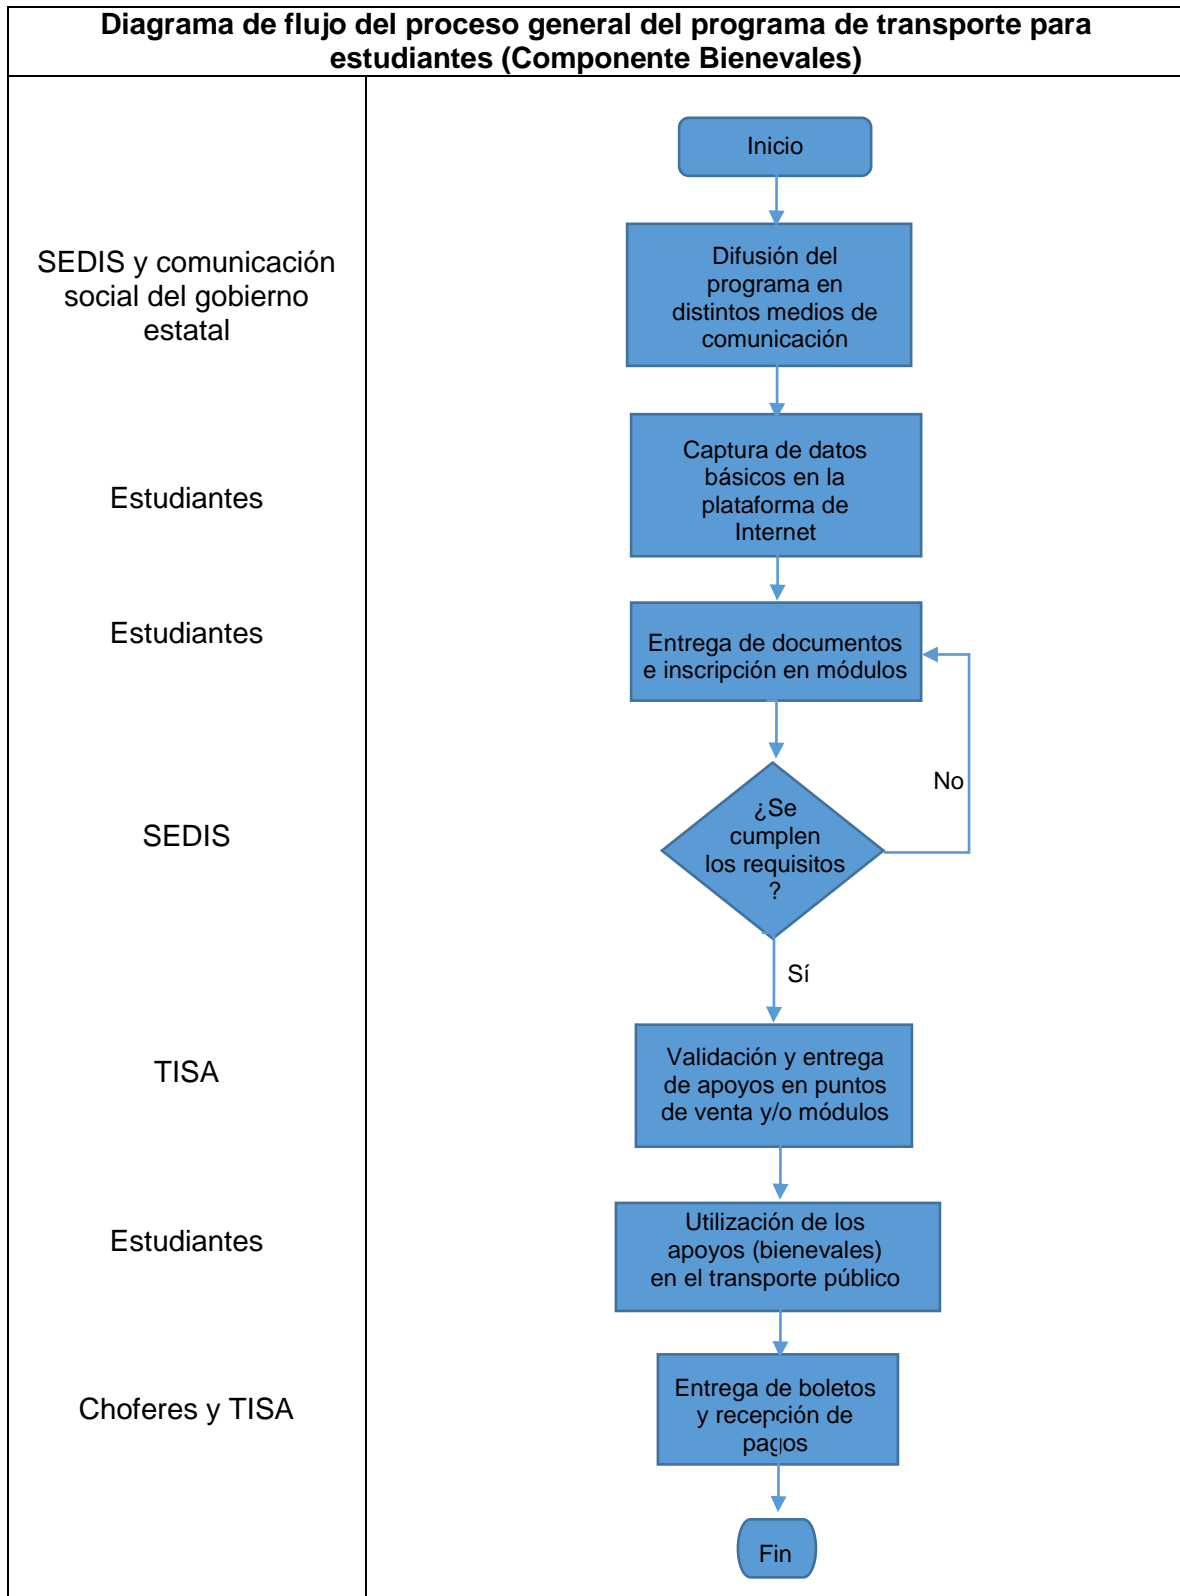 Diagrama de flujo del proceso general del programa de transporte para
estudiantes (Componente Bienevales)
Inicio
SEDIS y comunicación
social del gobierno
estatal
Difusión del
programa en
distintos medios de
comunicación
Estudiantes
Captura de datos
básicos en la
plataforma de
Internet
Estudiantes
Entrega de documentos
e inscripción en módulos
No
SEDIS
¿Se
cumplen
los requisitos
?
Sí
TISA
Validación y entrega
de apoyos en puntos
de venta y/o módulos
Estudiantes
Utilización de los
apoyos (bienevales)
en el transporte público
Choferes y TISA
Entrega de boletos
y recepción de
pagos
Fin